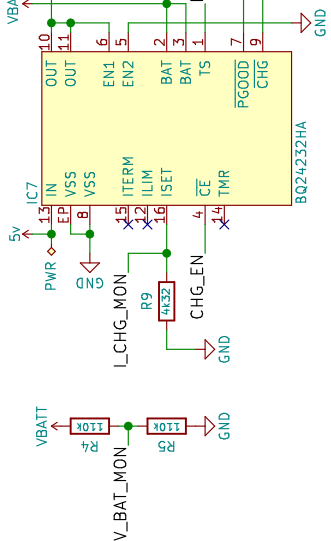 VBA
GND
10
11
6
5
2
3
1
7
9
OUT
OUT
EN1
EN2
BAT
BAT
TS
PGOOD
CHG
IC7
BQ24232HA
IN
VSS
VSS
ITERM
ILIM
ISET
CE
TMR
13
EP
8
15
12
16
4
14
5v
PWR
GND
I_CHG_MON
R9
4k32
CHG_EN
GND
VBATT
110k
R4
110k
R5
GND
V_BAT_MON